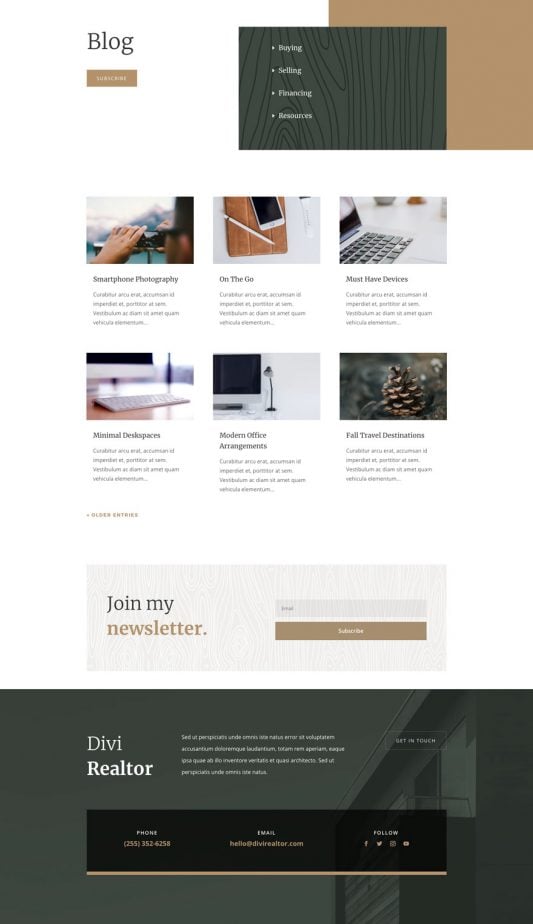 Blog
SUBSCRIBE
Buying
Selling
Financing
Resources
Smartphone Photography
Curabitur arcu erat, accumsan id
imperdiet et, porttitor at sem.
Vestibulum ac diam sit amet quam
vehicula elementum...
On The Go
Curabitur arcu erat, accumsan id
imperdiet et, porttitor at sem.
Vestibulum ac diam sit amet quam
vehicula elementum...
Must Have Devices
Curabitur arcu erat, accumsan id
imperdiet et, porttitor at sem.
Vestibulum ac diam sit amet quam
vehicula elementum...
Minimal Deskspaces
Curabitur arcu erat, accumsan id
imperdiet et, porttitor at sem.
Vestibulum ac diam sit amet quam
vehicula elementum...
Modern Office
Arrangements
Curabitur arcu erat, accumsan id
imperdiet et, porttitor at sem.
Vestibulum ac diam sit amet quam
vehicula elementum...
Fall Travel Destinations
Curabitur arcu erat, accumsan id
imperdiet et, porttitor at sem.
Vestibulum ac diam sit amet quam
vehicula elementum...
« OLDER ENTRIES
Join my
newsletter.
Email
Subscribe
Divi
Realtor
Sed ut perspiciatis unde omnis iste natus error sit voluptatem
accusantium doloremque laudantium, totam rem aperiam, eaque
ipsa quae ab illo inventore veritatis et quasi architecto. Sed ut
perspiciatis unde omnis iste natus.
GET IN TOUCH
PHONE
(255) 352-6258
EMAIL
hello@divirealtor.com
FOLLOW